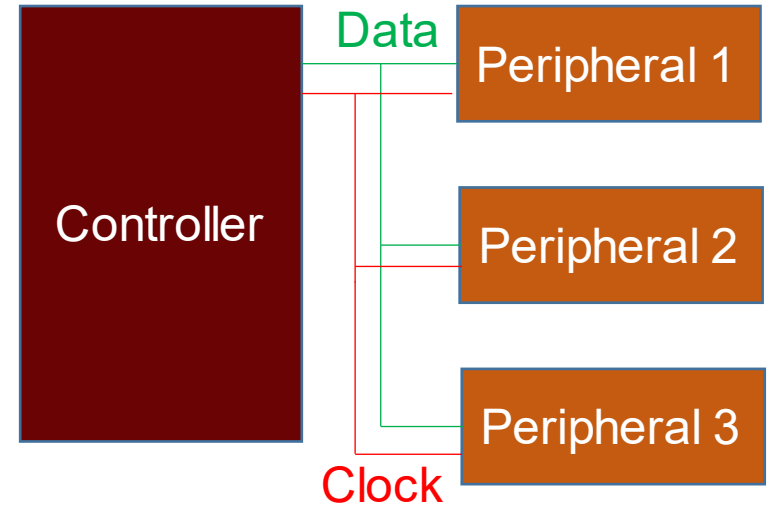 Data
Peripheral 1
Controller
Peripheral 2
Peripheral 3
Clock